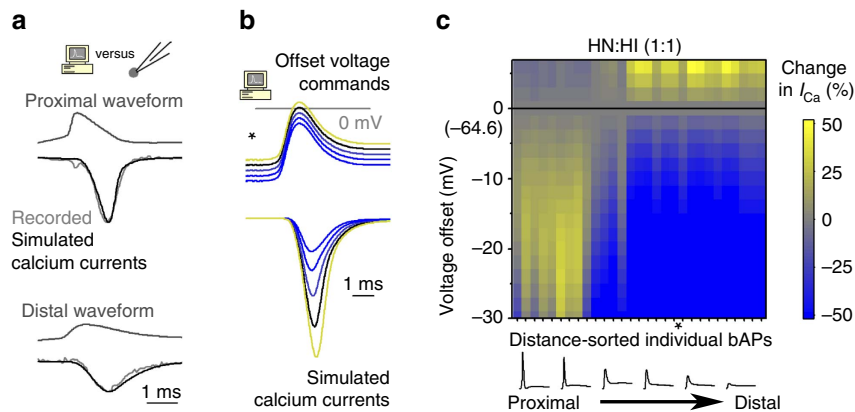 a
versus
Proximal waveform
Recorded
Simulated
calcium currents
Distal waveform
1 ms
b
Offset voltage
commands
*
0 mV
1 ms
Simulated
calcium currents
c
HN:HI (1:1)
Change
in I_Ca (%)
50
25
0
−25
−50
0
(−64.6)
−10
−20
−30
Voltage offset (mV)
*
Distance-sorted individual bAPs
Proximal
Distal